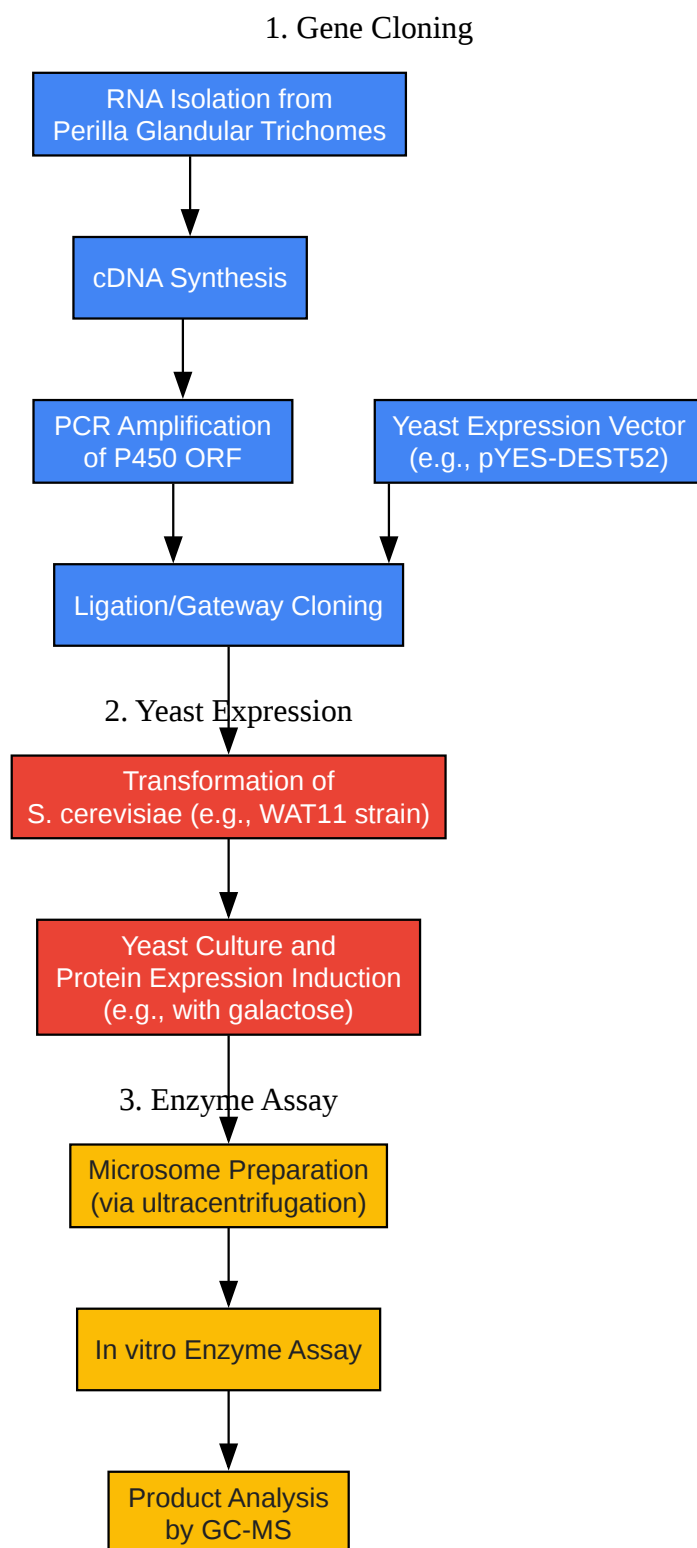 1. Gene Cloning
RNA Isolation from
Perilla Glandular Trichomes
cDNA Synthesis
PCR Amplification
of P450 ORF
Yeast Expression Vector
(e.g., pYES-DEST52)
Ligation/Gateway Cloning
2. Yeast Expression
Transformation of
S. cerevisiae (e.g., WAT11 strain)
Yeast Culture and
Protein Expression Induction
(e.g., with galactose)
3. Enzyme Assay
Microsome Preparation
(via ultracentrifugation)
In vitro Enzyme Assay
Product Analysis
by GC-MS